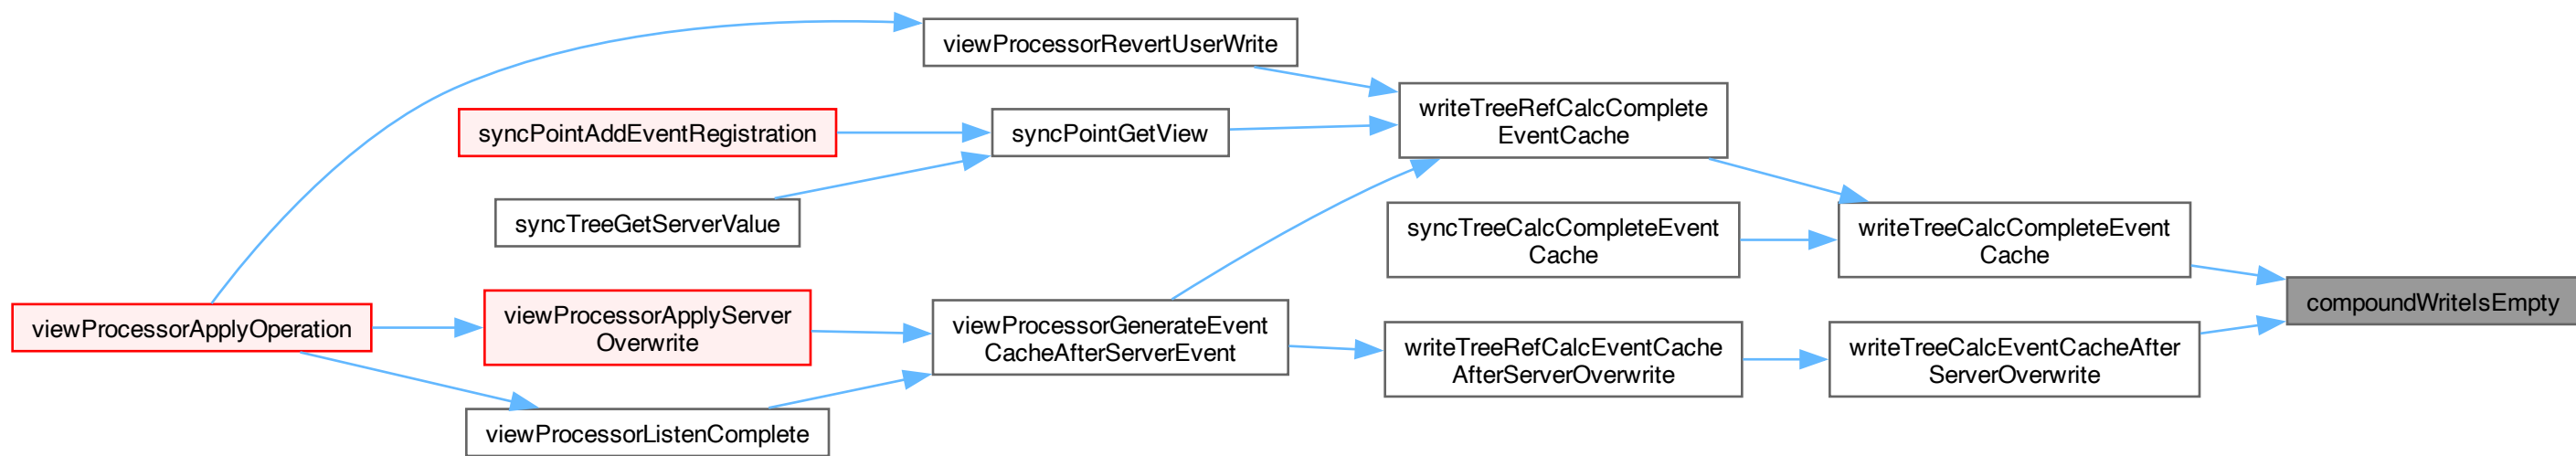 viewProcessorRevertUserWrite
writeTreeRefCalcComplete
EventCache
syncPointAddEventRegistration
syncPointGetView
syncTreeGetServerValue
syncTreeCalcCompleteEvent
Cache
writeTreeCalcCompleteEvent
Cache
compoundWriteIsEmpty
viewProcessorApplyOperation
viewProcessorApplyServer
Overwrite
viewProcessorGenerateEvent
CacheAfterServerEvent
writeTreeRefCalcEventCache
AfterServerOverwrite
writeTreeCalcEventCacheAfter
ServerOverwrite
viewProcessorListenComplete